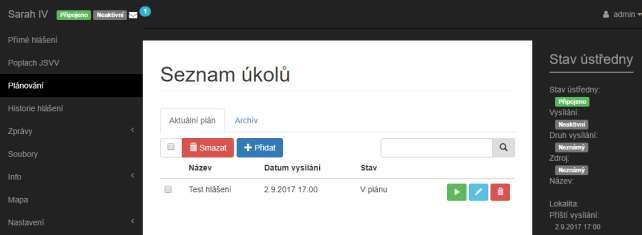 Sarah IV Připojeno Neaktivní 1
admin
Přímé hlášení
Poplach JSVV
Plánování
Historie hlášení
Zprávy
Soubory
Info
Mapa
Nastavení
Seznam úkolů
Aktuální plán Archív
Smazat Přidat
Název Datum vysílání Stav
Test hlášení 2.9.2017 17:00 V plánu
Stav ústředny
Stav ústředny:
Připojeno
Vysílání:
Neaktivní
Druh vysílání:
Neznámý
Zdroj:
Neznámý
Název:
Lokalita:
Příští vysílání:
2.9.2017 17:00